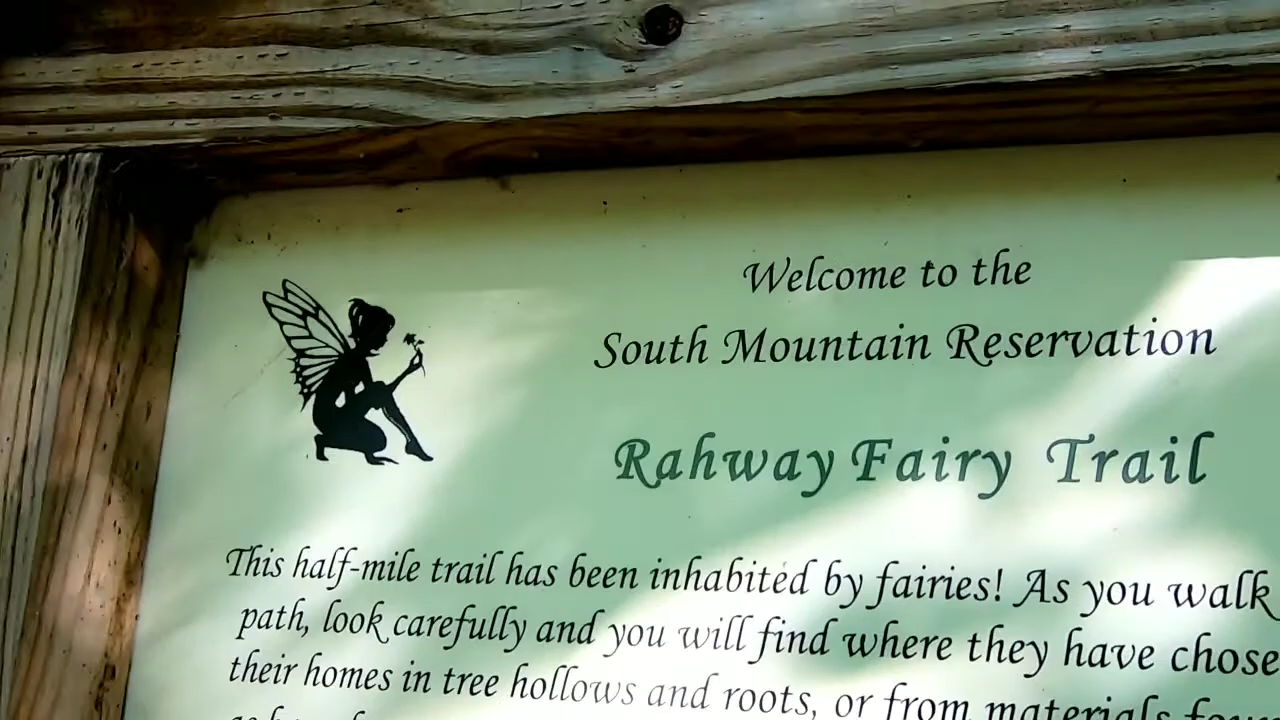 Welcome to the
South Mountain Reservation
Rahway Fairy Trail
This half-mile trail has been inhabited by fairies! As you walk
path, look carefully and you will find where they have chose
their homes in tree hollows and roots, or from materials